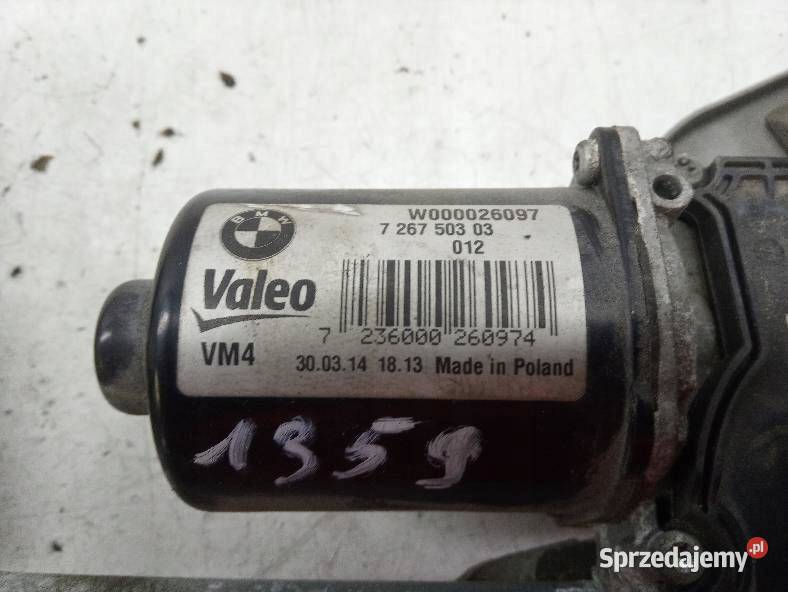 BMW
W000026097
7 267 503 03
012
Valeo
7 236000 260974
VM4
30.03.14 18.13 Made in Poland
1959
Sprzedajemy.pl